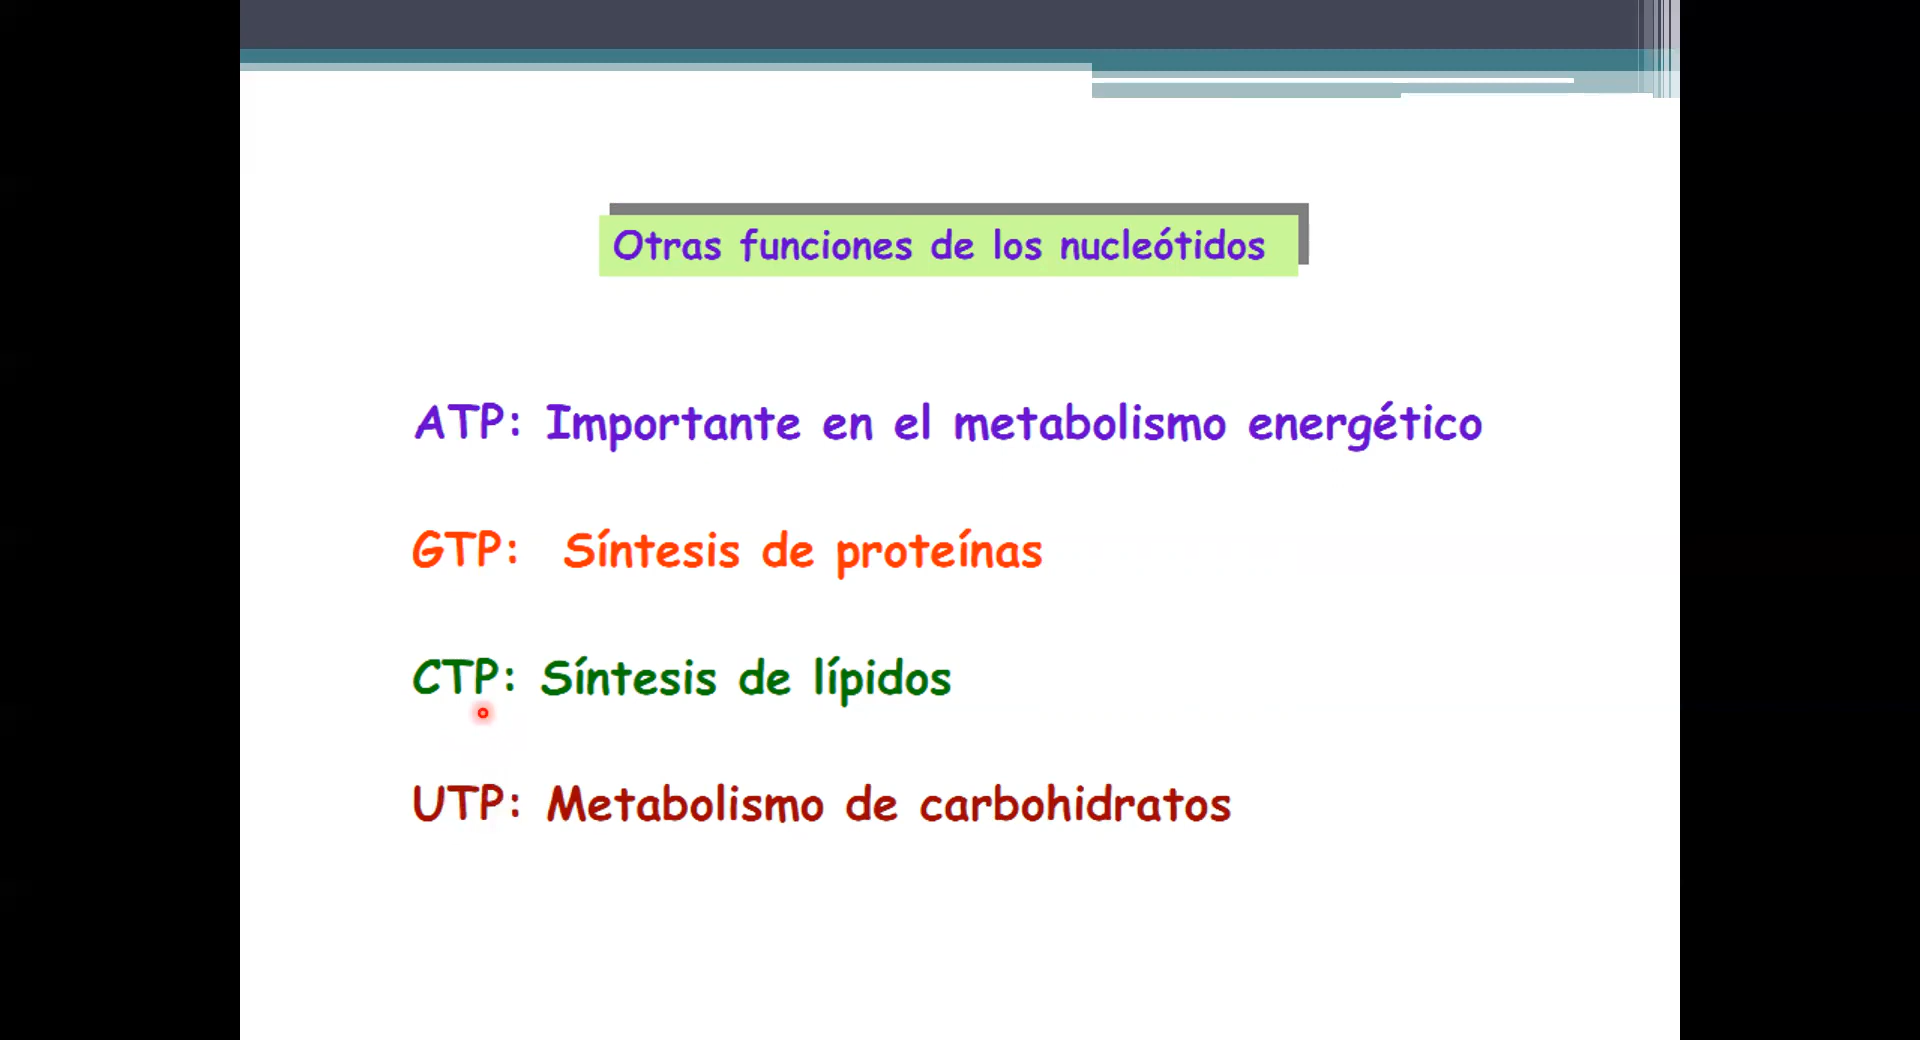 Otras funciones de los nucleótidos
ATP: Importante en el metabolismo energético
GTP: Síntesis de proteínas
CTP: Síntesis de lípidos
UTP: Metabolismo de carbohidratos